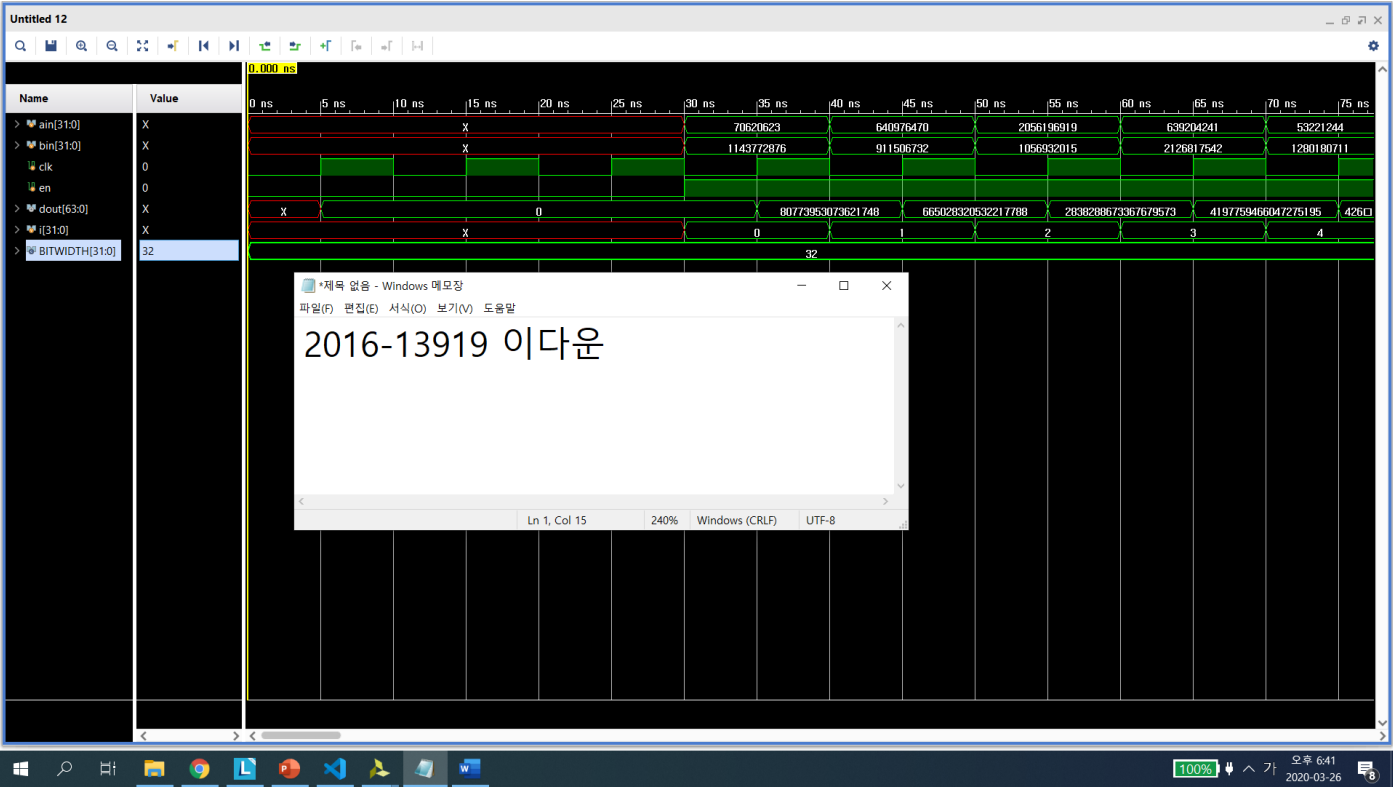 Untitled 12
0.000 ns
Name Value
0 ns 5 ns 10 ns 15 ns 20 ns 25 ns 30 ns 35 ns 40 ns 45 ns 50 ns 55 ns 60 ns 65 ns 70 ns 75 ns
ain[31:0] X X 70620623 640976470 2056196919 639204241 53221244
bin[31:0] X X 1143772876 911506732 1056932015 2126817542 1280180711
clk 0
en 0
dout[63:0] X X 0 80773953073621748 665028320532217788 2838288673367679573 4197759466047275195 426
i[31:0] X X 0 1 2 3 4
BITWIDTH[31:0] 32 32
*제목 없음 - Windows 메모장
파일(F) 편집(E) 서식(O) 보기(V) 도움말
2016-13919 이다운
Ln 1, Col 15 240% Windows (CRLF) UTF-8
100% 가 오후 6:41
2020-03-26 8